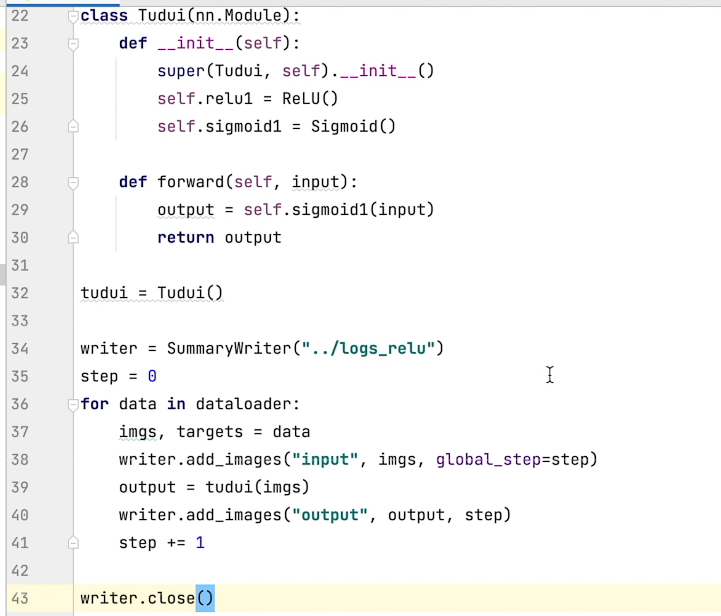 22 class Tudui(nn.Module):
23     def __init__(self):
24         super(Tudui, self).__init__()
25         self.relu1 = ReLU()
26         self.sigmoid1 = Sigmoid()
27
28     def forward(self, input):
29         output = self.sigmoid1(input)
30         return output
31
32 tudui = Tudui()
33
34 writer = SummaryWriter("../logs_relu")
35 step = 0
36 for data in dataloader:
37     imgs, targets = data
38     writer.add_images("input", imgs, global_step=step)
39     output = tudui(imgs)
40     writer.add_images("output", output, step)
41     step += 1
42
43 writer.close()